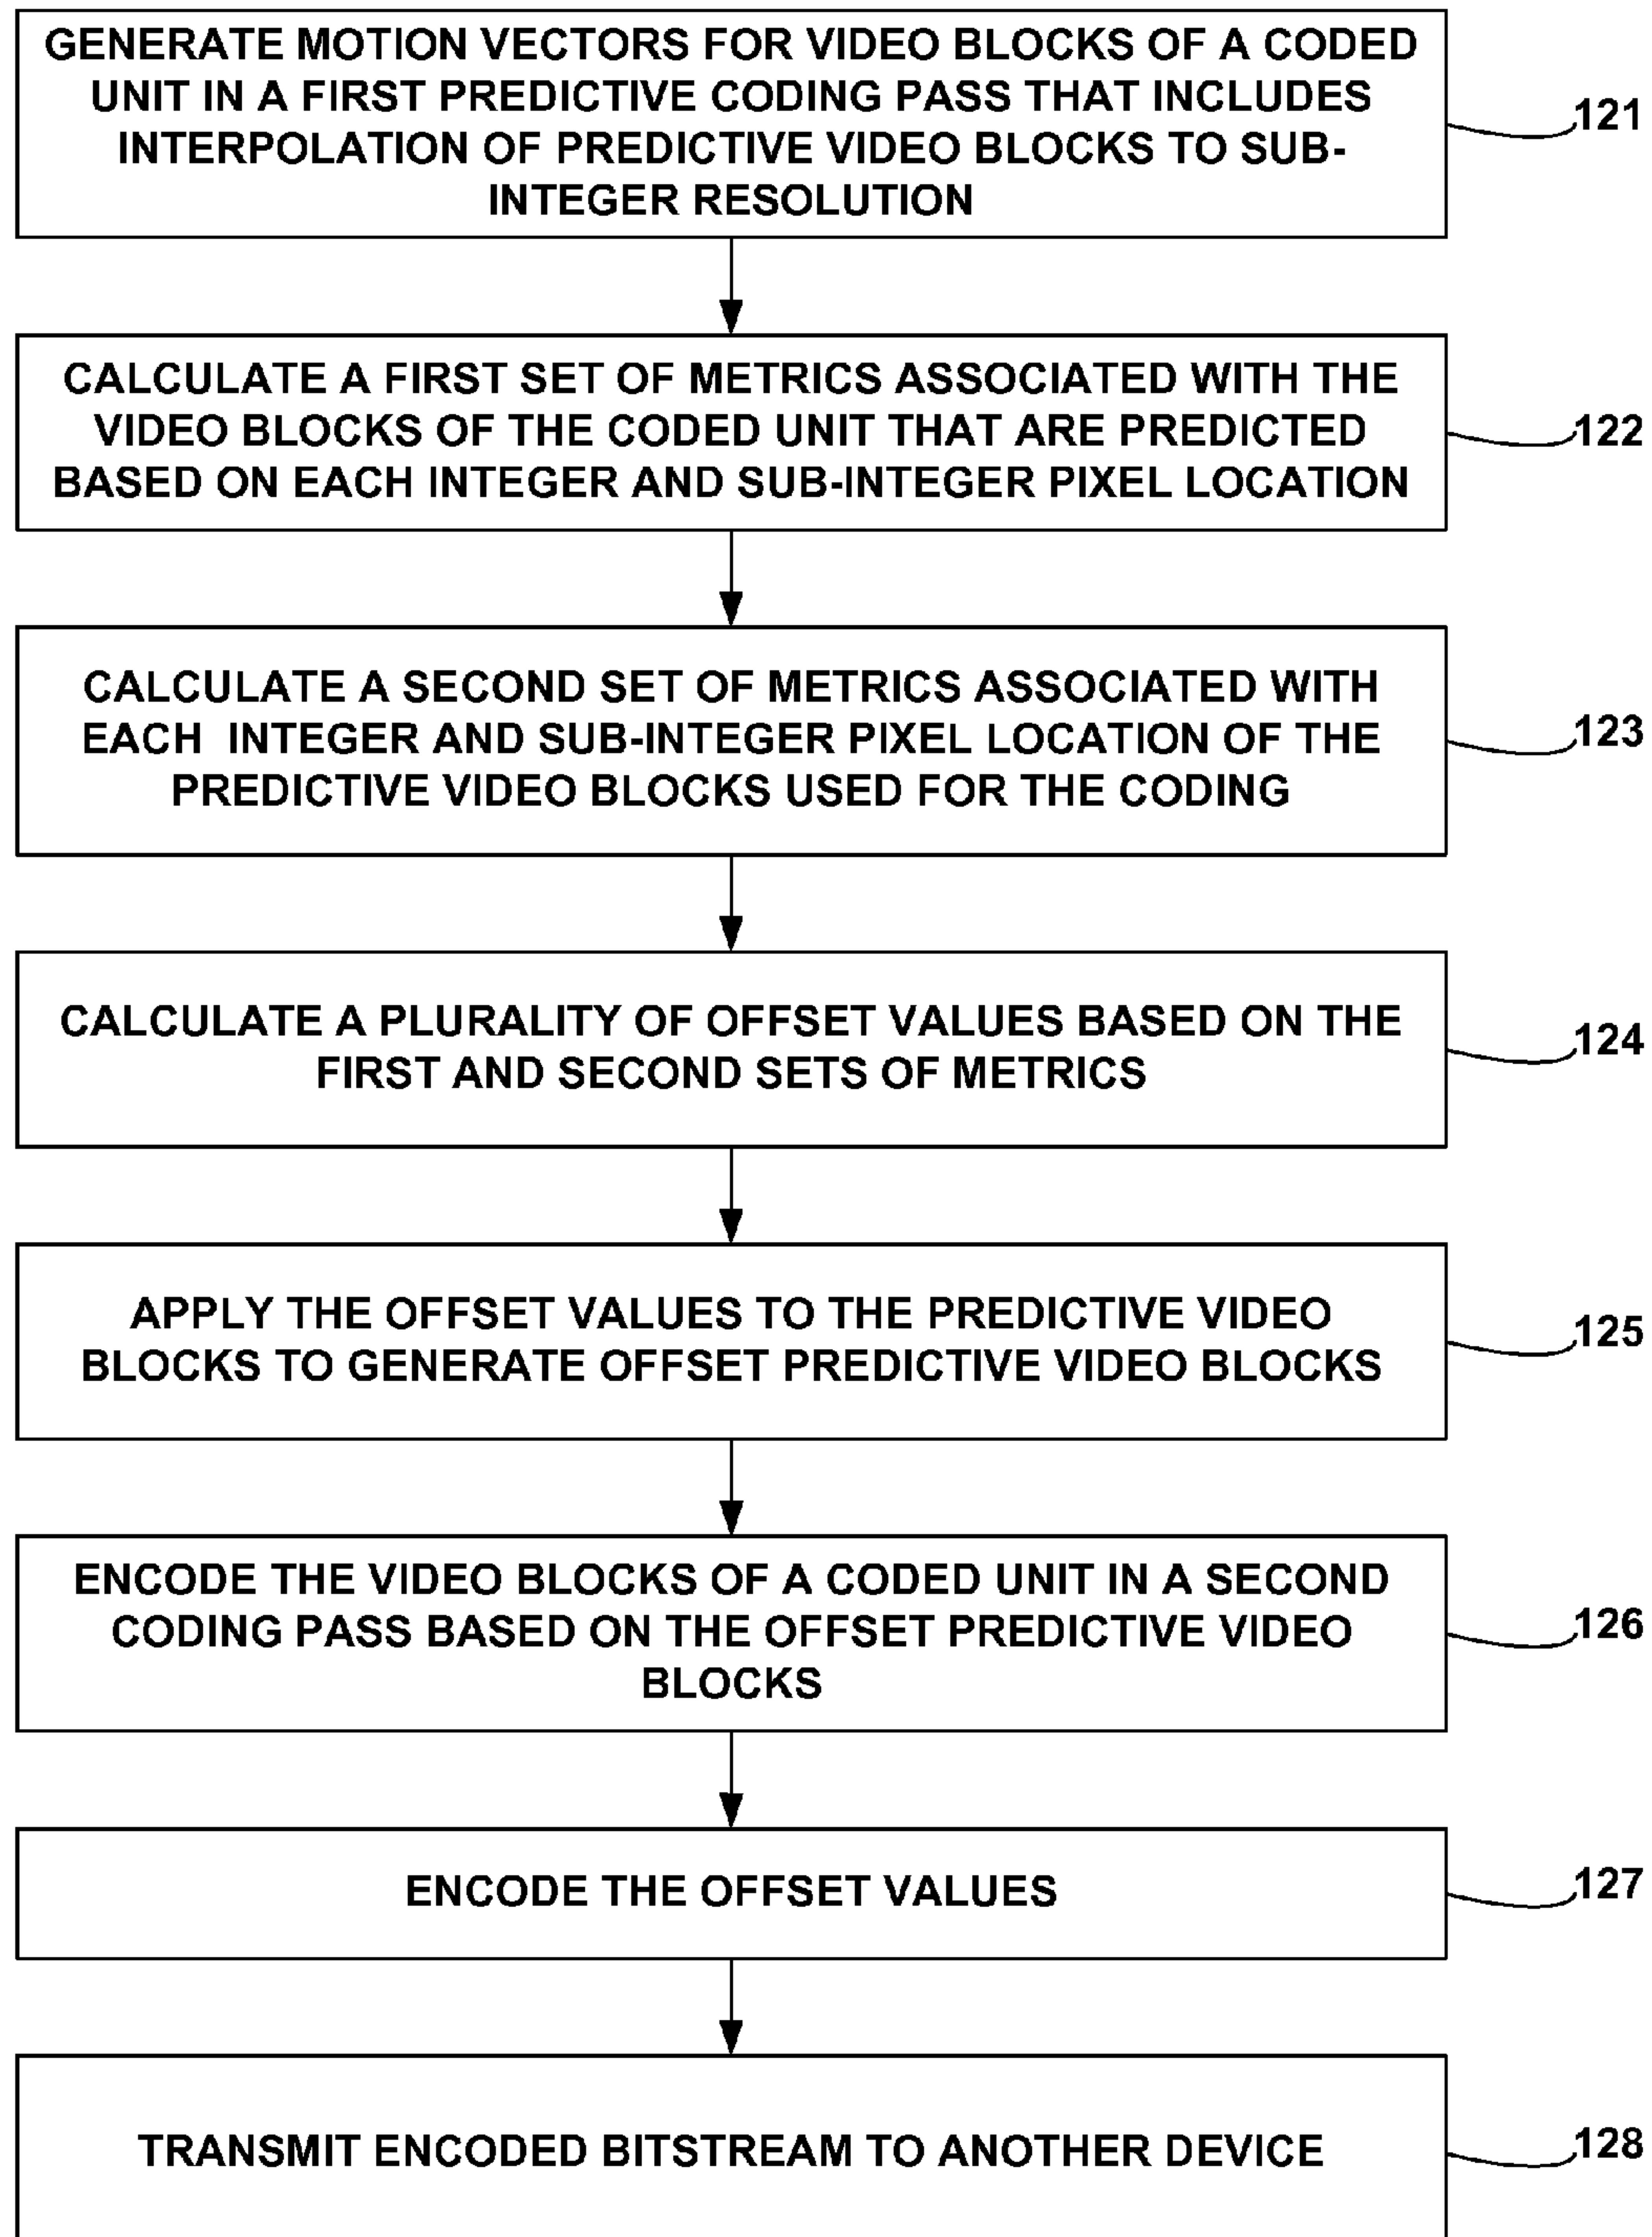 GENERATE MOTION VECTORS FOR VIDEO BLOCKS OF A CODED
UNIT IN A FIRST PREDICTIVE CODING PASS THAT INCLUDES
INTERPOLATION OF PREDICTIVE VIDEO BLOCKS TO SUB-
INTEGER RESOLUTION
121
CALCULATE A FIRST SET OF METRICS ASSOCIATED WITH THE
VIDEO BLOCKS OF THE CODED UNIT THAT ARE PREDICTED
BASED ON EACH INTEGER AND SUB-INTEGER PIXEL LOCATION
122
CALCULATE A SECOND SET OF METRICS ASSOCIATED WITH
EACH INTEGER AND SUB-INTEGER PIXEL LOCATION OF THE
PREDICTIVE VIDEO BLOCKS USED FOR THE CODING
123
CALCULATE A PLURALITY OF OFFSET VALUES BASED ON THE
FIRST AND SECOND SETS OF METRICS
124
APPLY THE OFFSET VALUES TO THE PREDICTIVE VIDEO
BLOCKS TO GENERATE OFFSET PREDICTIVE VIDEO BLOCKS
125
ENCODE THE VIDEO BLOCKS OF A CODED UNIT IN A SECOND
CODING PASS BASED ON THE OFFSET PREDICTIVE VIDEO
BLOCKS
126
ENCODE THE OFFSET VALUES
127
TRANSMIT ENCODED BITSTREAM TO ANOTHER DEVICE
128